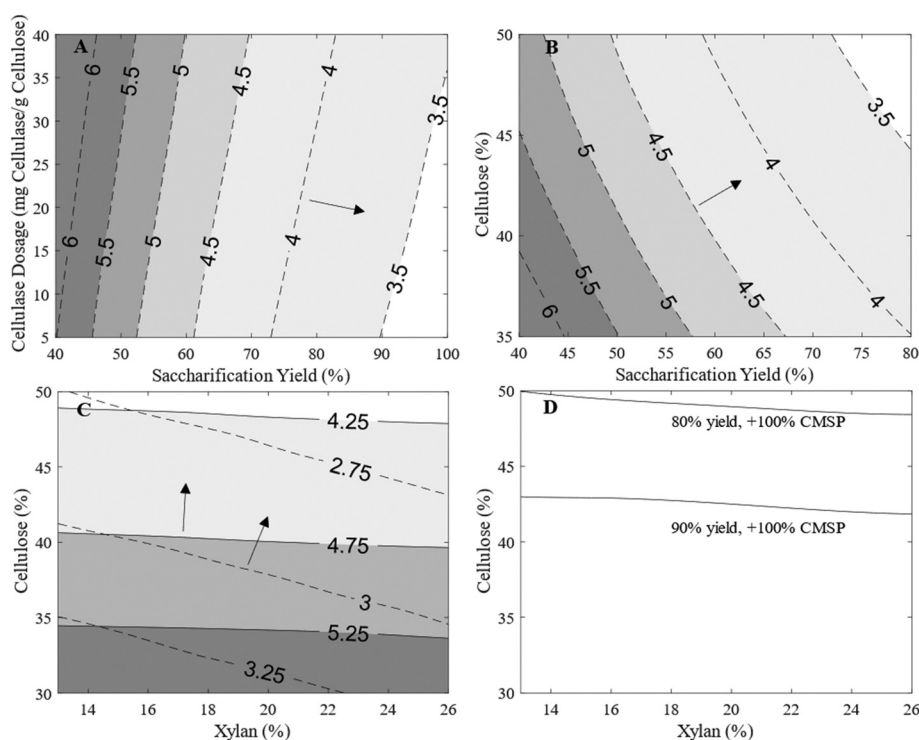 A
40
35
30
25
20
15
10
5
6
5.5
5
4.5
4
3.5
6
5.5
5
4.5
4
3.5
40 50 60 70 80 90 100
Saccharification Yield (%)
Cellulase Dosage (mg Cellulase/g Cellulose)
B
50
45
40
35
3.5
5
4.5
4
5.5
6
5
4.5
4
40 45 50 55 60 65 70 75 80
Saccharification Yield (%)
Cellulose (%)
C
50
45
40
35
30
4.25
2.75
4.75
3
5.25
3.25
14 16 18 20 22 24 26
Xylan (%)
Cellulose (%)
D
50
45
40
35
30
80% yield, +100% CMSP
90% yield, +100% CMSP
14 16 18 20 22 24 26
Xylan (%)
Cellulose (%)